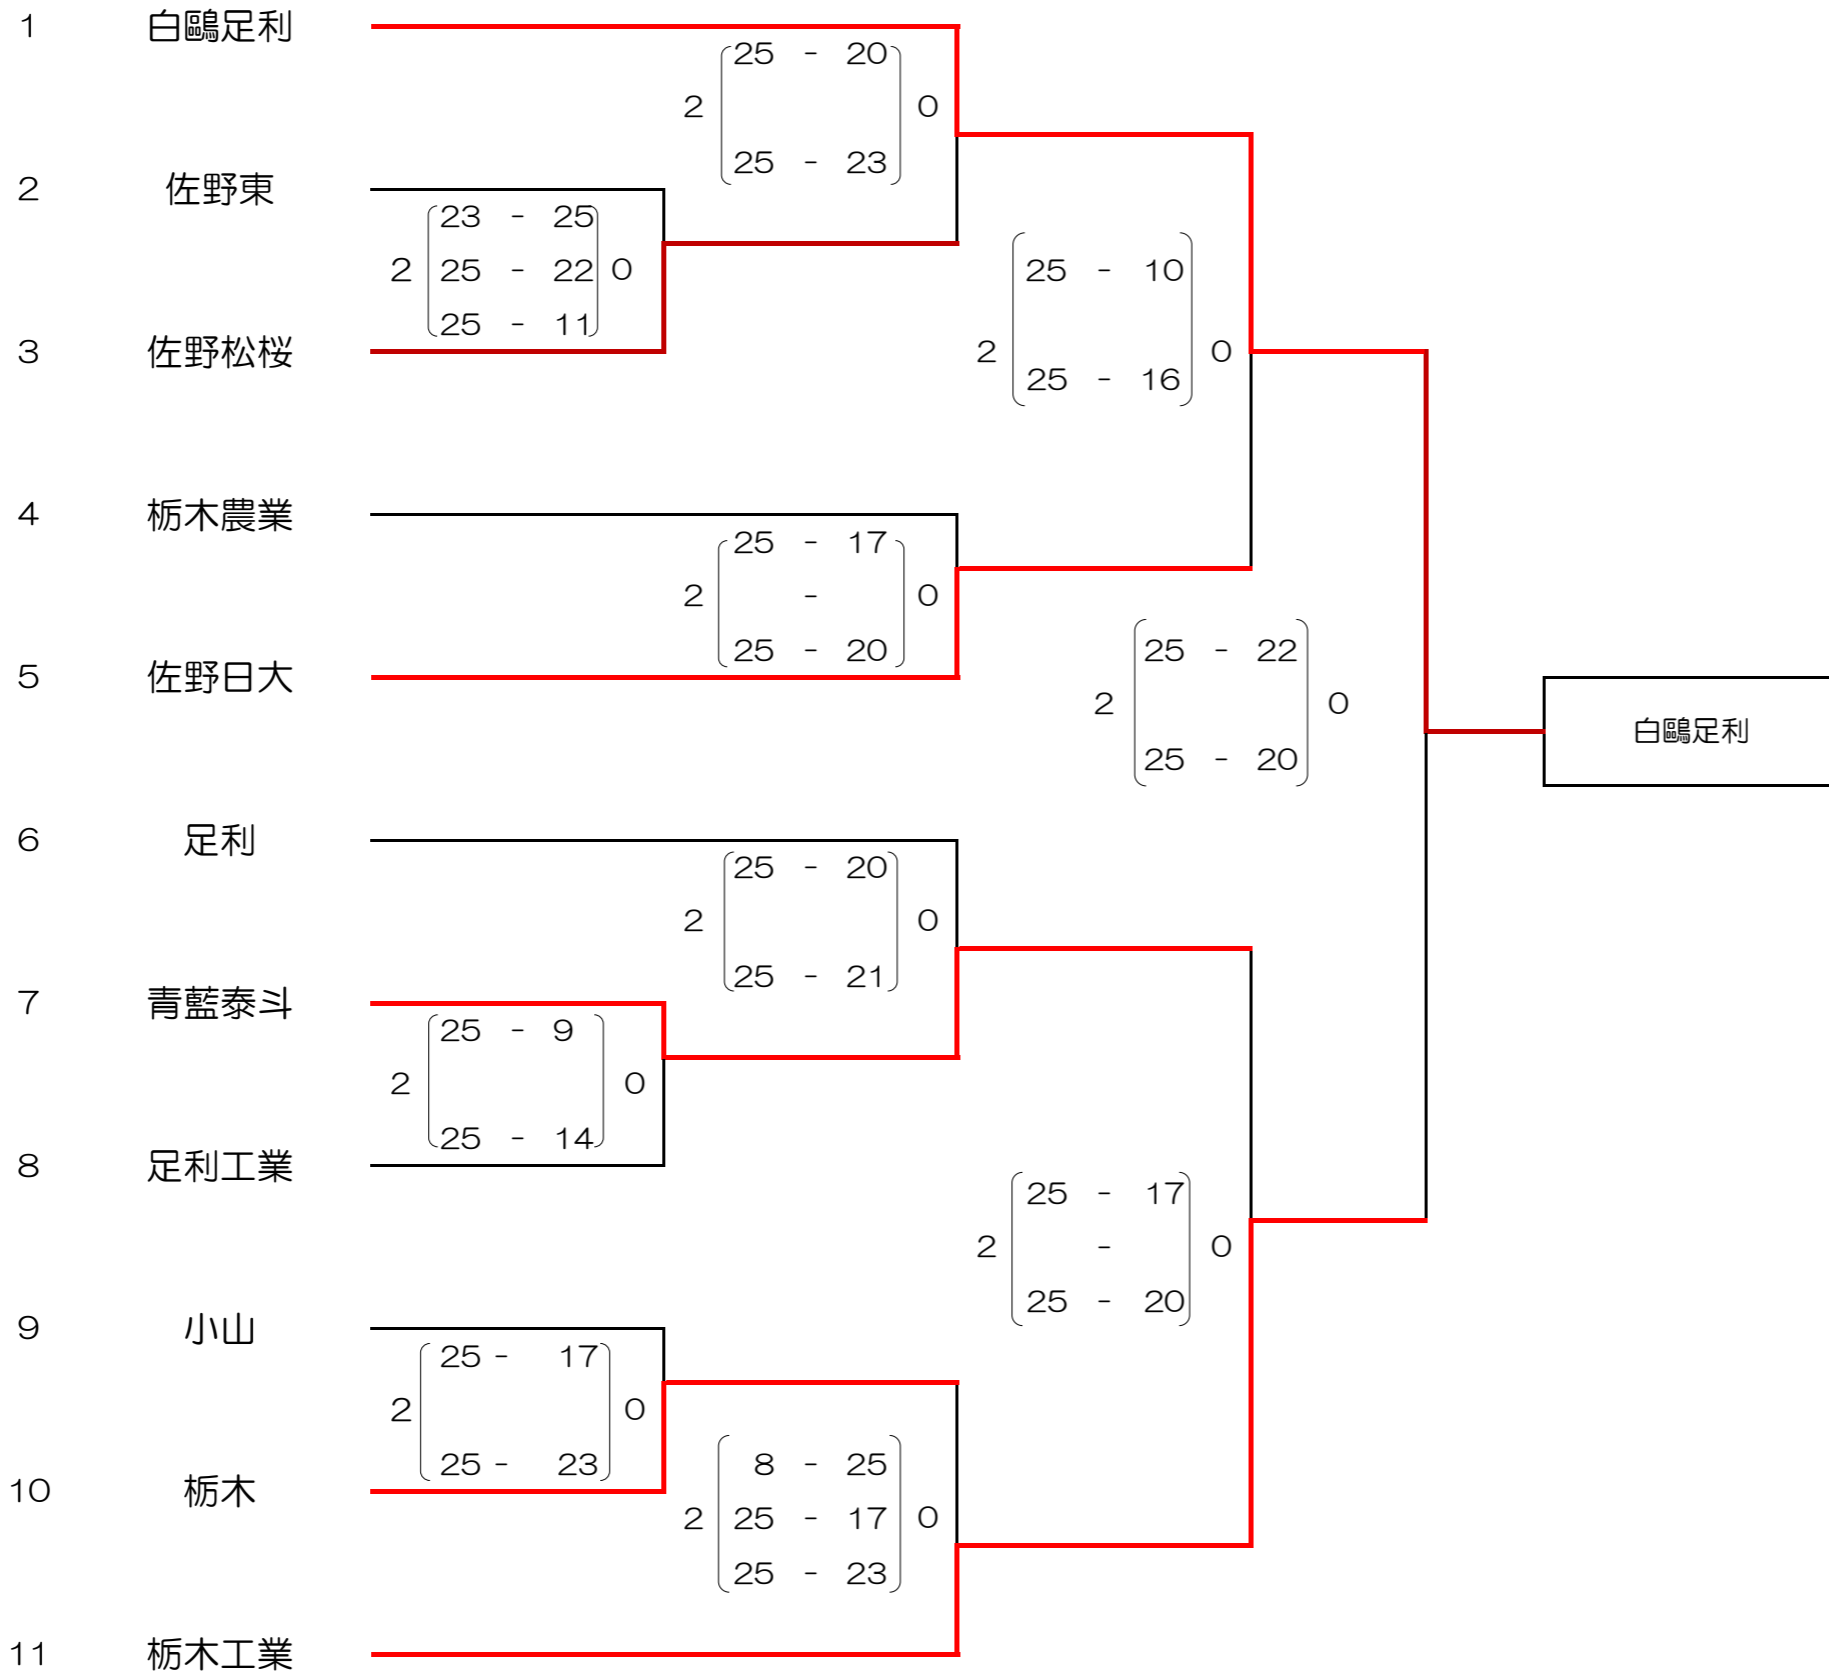 1 白鷗足利
25 - 20
2 0
25 - 23
2 佐野東
23 - 25
2 25 - 22 0
25 - 11
3 佐野松桜
25 - 10
2 0
25 - 16
4 栃木農業
25 - 17
2 - 0
25 - 20
5 佐野日大
25 - 22
2 0
25 - 20
白鷗足利
6 足利
25 - 20
2 0
25 - 21
7 青藍泰斗
25 - 9
2 0
25 - 14
8 足利工業
25 - 17
2 - 0
25 - 20
9 小山
25 - 17
2 0
25 - 23
10 栃木
8 - 25
2 25 - 17 0
25 - 23
11 栃木工業